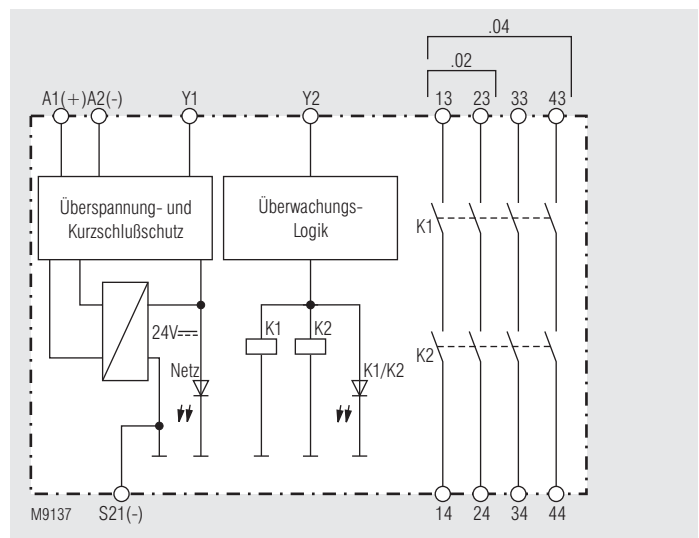 .04
.02
A1(+) A2(-) Y1 Y2 13 23 33 43
Überspannung- und
Kurzschlußschutz
Überwachungs-
Logik
K1
24V
K1 K2
K2
Netz
K1/K2
M9137
S21(-)
14 24 34 44